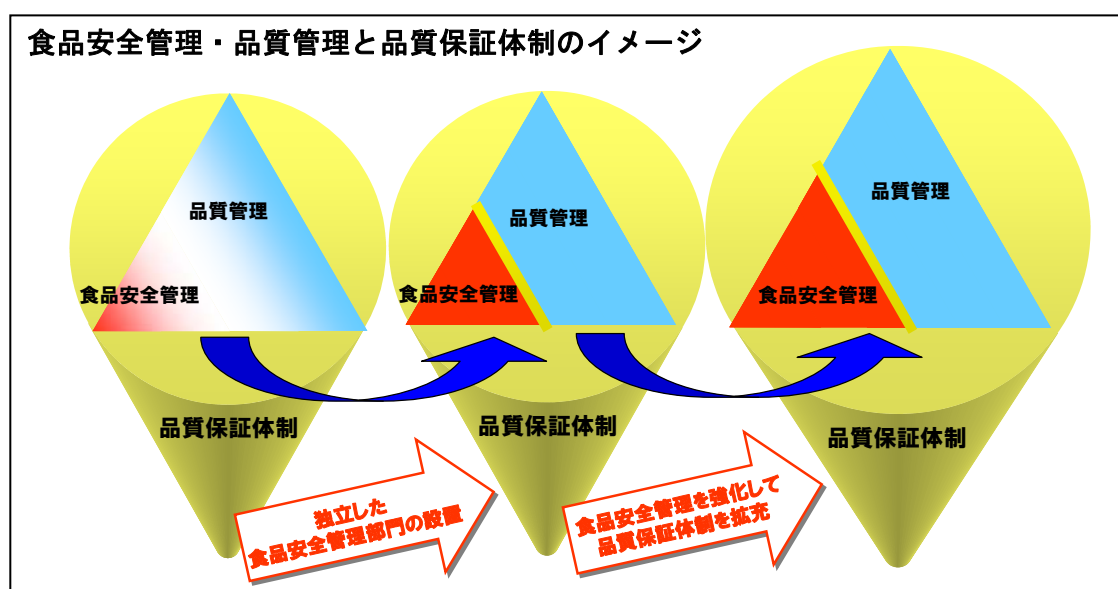 食品安全管理・品質管理と品質保証体制のイメージ
品質管理
食品安全管理
品質保証体制
品質管理
食品安全管理
品質保証体制
品質管理
食品安全管理
品質保証体制
独立した
食品安全管理部門の設置
食品安全管理を強化して
品質保証体制を拡充